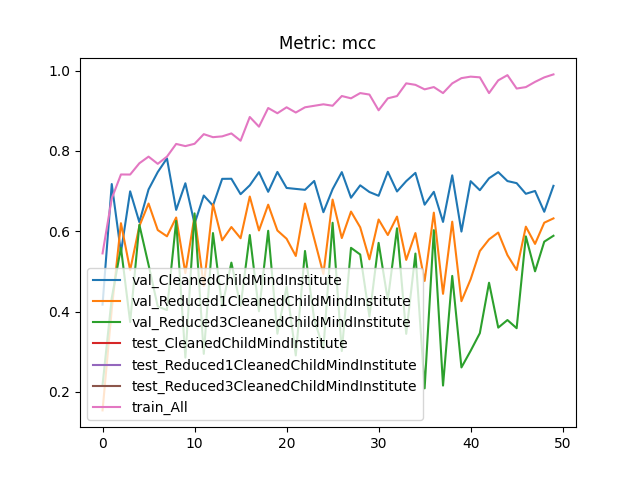 Metric: mcc
1.0
0.8
0.6
0.4
0.2
val_CleanedChildMindInstitute
val_Reduced1CleanedChildMindInstitute
val_Reduced3CleanedChildMindInstitute
test_CleanedChildMindInstitute
test_Reduced1CleanedChildMindInstitute
test_Reduced3CleanedChildMindInstitute
train_All
0 10 20 30 40 50